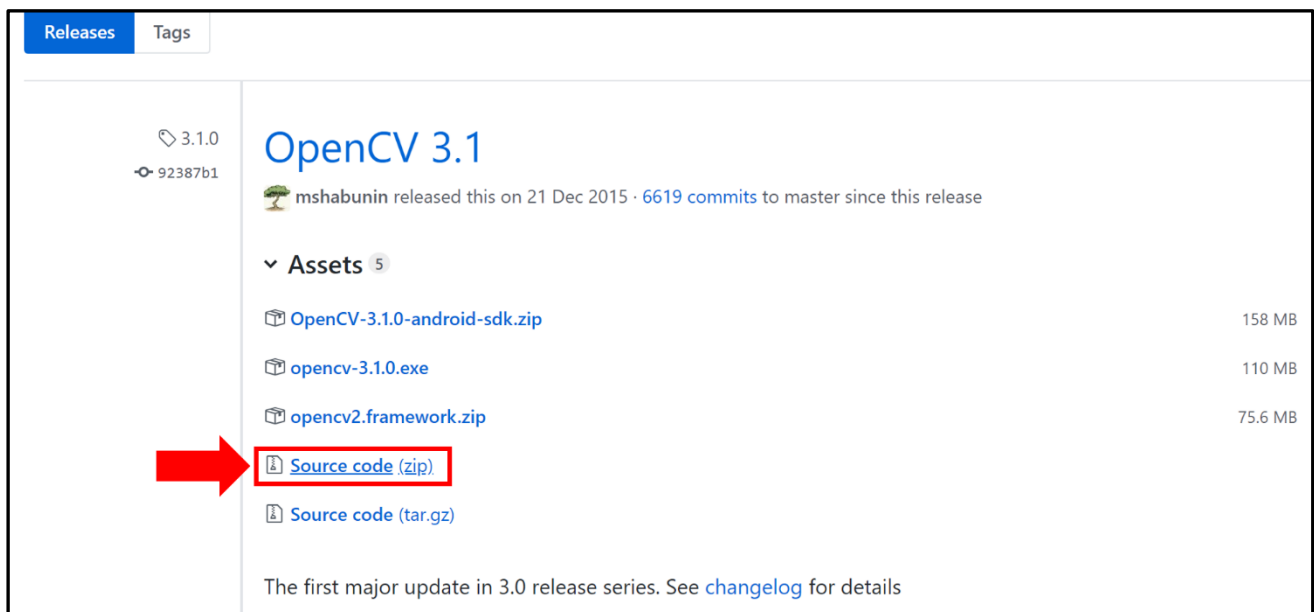 Releases Tags
3.1.0
92387b1
OpenCV 3.1
mshabunin released this on 21 Dec 2015 · 6619 commits to master since this release
Assets 5
OpenCV-3.1.0-android-sdk.zip 158 MB
opencv-3.1.0.exe 110 MB
opencv2.framework.zip 75.6 MB
Source code (zip)
Source code (tar.gz)
The first major update in 3.0 release series. See changelog for details